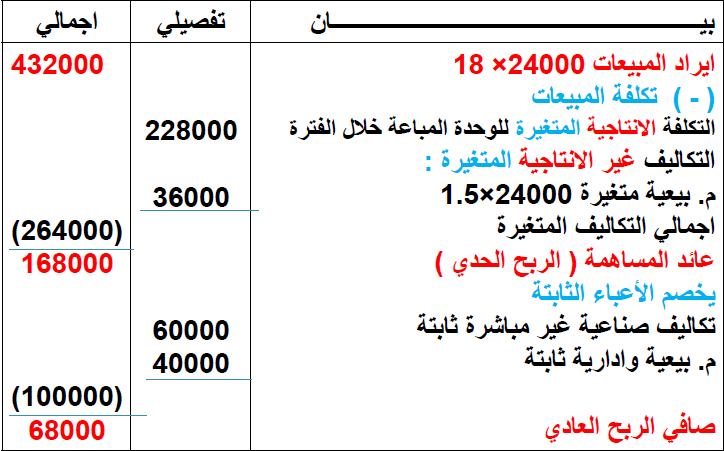 بيـــــــــــــــــــــــــــــــــــــان تفصيلي اجمالي
ايراد المبيعات 24000× 18 432000
( - ) تكلفة المبيعات
التكلفة الانتاجية المتغيرة للوحدة المباعة خلال الفترة 228000
التكاليف غير الانتاجية المتغيرة :
م. بيعية متغيرة 24000×1.5 36000
اجمالي التكاليف المتغيرة (264000)
عائد المساهمة ( الربح الحدي ) 168000
يخصم الأعباء الثابتة
تكاليف صناعية غير مباشرة ثابتة 60000
م. بيعية وادارية ثابتة 40000
(100000)
صافي الربح العادي 68000